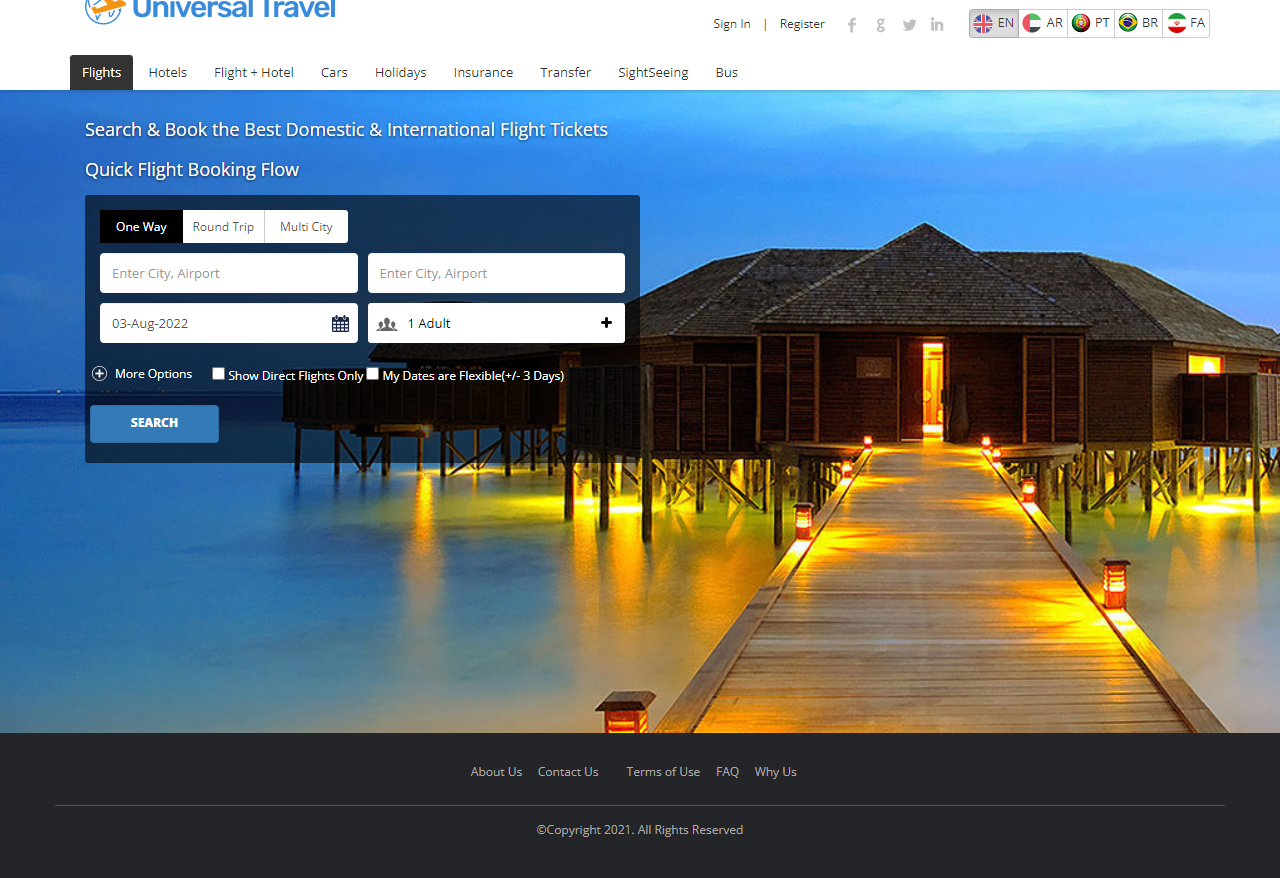 Universal Travel
Sign In | Register
EN AR PT BR FA
Flights Hotels Flight + Hotel Cars Holidays Insurance Transfer SightSeeing Bus
Search & Book the Best Domestic & International Flight Tickets
Quick Flight Booking Flow
One Way Round Trip Multi City
Enter City, Airport Enter City, Airport
03-Aug-2022 1 Adult
More Options Show Direct Flights Only My Dates are Flexible(+/- 3 Days)
SEARCH
About Us Contact Us Terms of Use FAQ Why Us
©Copyright 2021. All Rights Reserved